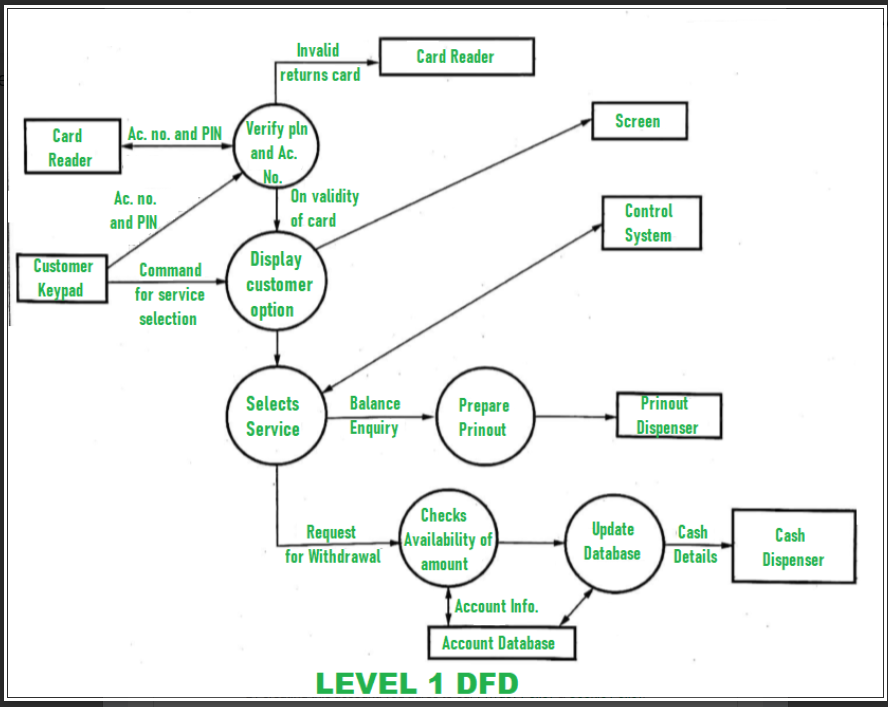 Invalid
returns card
Card Reader
Card
Reader
Ac. no. and PIN
Verify pln
and Ac.
No.
Screen
Ac. no.
and PIN
On validity
of card
Control
System
Customer
Keypad
Command
for service
selection
Display
customer
option
Selects
Service
Balance
Enquiry
Prepare
Prinout
Prinout
Dispenser
Request
for Withdrawal
Checks
Availability of
amount
Update
Database
Cash
Details
Cash
Dispenser
Account Info.
Account Database
LEVEL 1 DFD